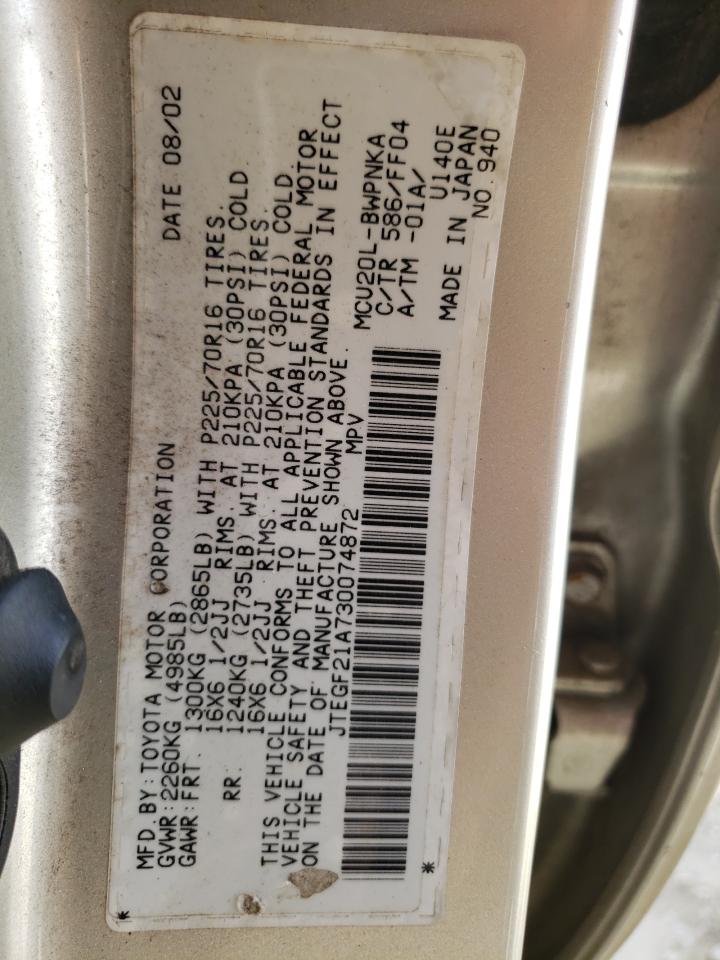 MFD.BY:TOYOTA MOTOR CORPORATION DATE 08/02
GVWR:2260KG (4985LB)
GAWR:FRT. 1300KG (2865LB) WITH P225/70R16 TIRES.
16X6 1/2JJ RIMS. AT 210KPA (30PSI) COLD
RR. 1240KG (2735LB) WITH P225/70R16 TIRES.
16X6 1/2JJ RIMS. AT 210KPA (30PSI) COLD.
THIS VEHICLE CONFORMS TO ALL APPLICABLE FEDERAL MOTOR
VEHICLE SAFETY AND THEFT PREVENTION STANDARDS IN EFFECT
ON THE DATE OF MANUFACTURE SHOWN ABOVE.
JTEGF21A730074872 MPV
MCU20L-BWPNKA
C/TR 586/FF04
A/TM -01A/
U140E
MADE IN JAPAN
NO.940
* *